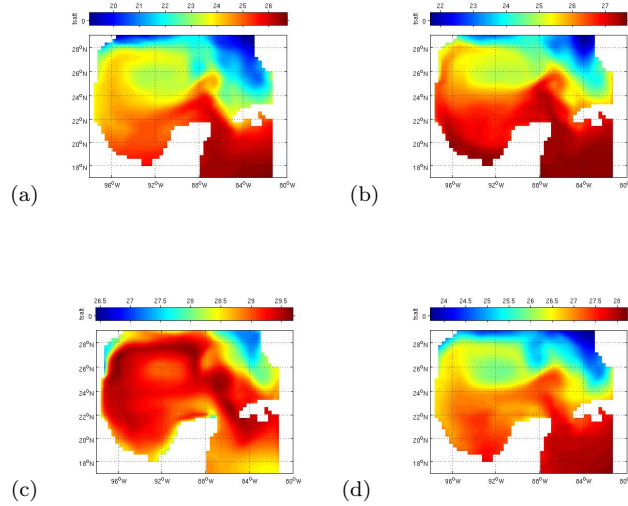 20 21 22 23 24 25 26
tsalt 0
28°N
26°N
24°N
22°N
20°N
18°N
96°W 92°W 88°W 84°W 80°W
(a)
22 23 24 25 26 27
tsalt 0
28°N
26°N
24°N
22°N
20°N
18°N
96°W 92°W 88°W 84°W 80°W
(b)
26.5 27 27.5 28 28.5 29 29.5
tsalt 0
28°N
26°N
24°N
22°N
20°N
18°N
96°W 92°W 88°W 84°W 80°W
(c)
24 24.5 25 25.5 26 26.5 27 27.5 28
tsalt 0
28°N
26°N
24°N
22°N
20°N
18°N
96°W 92°W 88°W 84°W 80°W
(d)